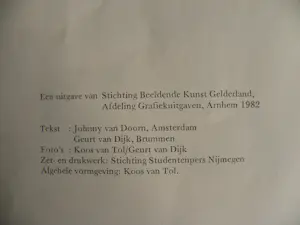 Een uitgave van Stichting Beeldende Kunst Gelderland,
Afdeling Grafiekuitgaven, Arnhem 1982
Tekst : Johnny van Doorn, Amsterdam
Geurt van Dijk, Brummen
Foto's : Koos van Tol/Geurt van Dijk
Zet- en drukwerk: Stichting Studentenpers Nijmegen
Algehele vormgeving: Koos van Tol.